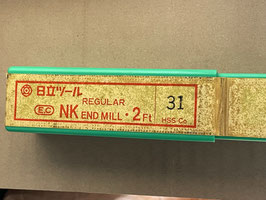 日立ツール
E.C NK REGULAR END MILL・2Ft
31
HSS-Co